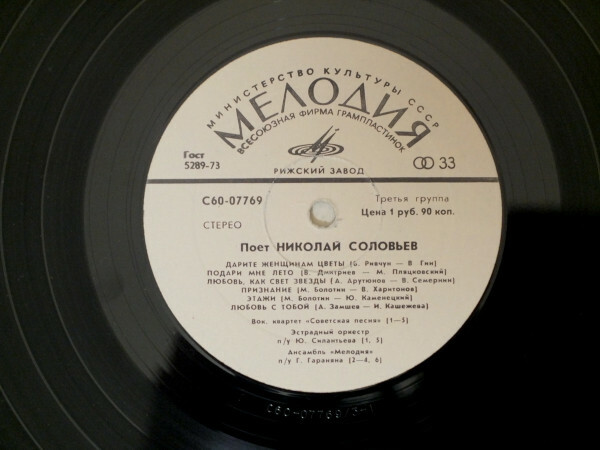 МИНИСТЕРСТВО КУЛЬТУРЫ СССР
МЕЛОДИЯ
ВСЕСОЮЗНАЯ ФИРМА ГРАМПЛАСТИНОК
Гост
5289-73
33
РИЖСКИЙ ЗАВОД
С60-07769
Третья группа
Цена 1 руб. 90 коп.
СТЕРЕО
Поет НИКОЛАЙ СОЛОВЬЕВ
ДАРИТЕ ЖЕНЩИНАМ ЦВЕТЫ (Б. Ривчун — В. Гин)
ПОДАРИ МНЕ ЛЕТО (В. Дмитриев — М. Пляцковский)
ЛЮБОВЬ, КАК СВЕТ ЗВЕЗДЫ (А. Арутюнов — В. Семернин)
ПРИЗНАНИЕ (М. Болотин — В. Харитонов)
ЭТАЖИ (М. Болотин — Ю. Каменецкий)
ЛЮБОВЬ С ТОБОЙ (А. Замшев — И. Кашежева)
Вок. квартет «Советская песня» (1—5)
Эстрадный оркестр
п/у Ю. Силантьева (1, 5)
Ансамбль «Мелодия»
п/у Г. Гараняна (2—4, 6)